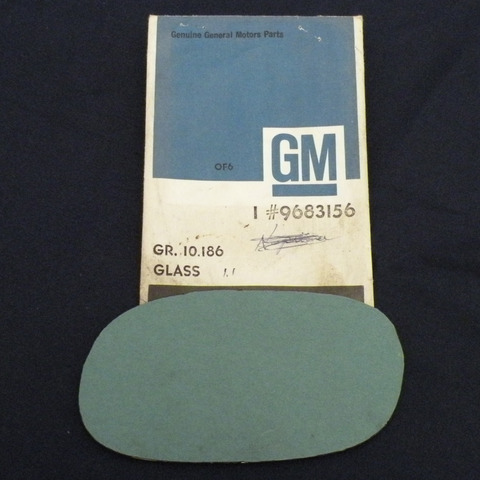 Genuine General Motors Parts
OF6
GM
1 #9683156
GR. 10.186
GLASS